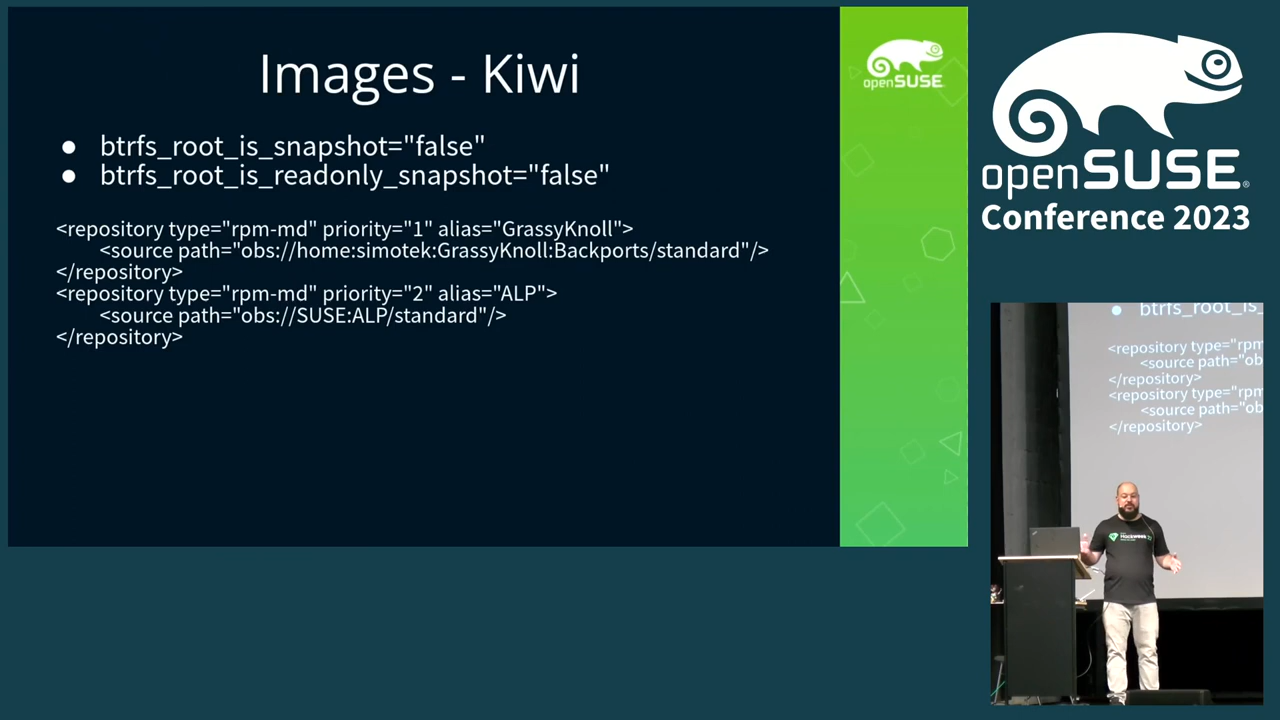 Images - Kiwi
● btrfs_root_is_snapshot="false"
● btrfs_root_is_readonly_snapshot="false"
<repository type="rpm-md" priority="1" alias="GrassyKnoll">
<source path="obs://home:simotek:GrassyKnoll:Backports/standard"/>
</repository>
<repository type="rpm-md" priority="2" alias="ALP">
<source path="obs://SUSE:ALP/standard"/>
</repository>
openSUSE
openSUSE®
Conference 2023
● btrfs_root_is_
<repository type="rpm
<source path="ob
</repository>
<repository type="rpm
<source path="ob
</repository>
Hackweek